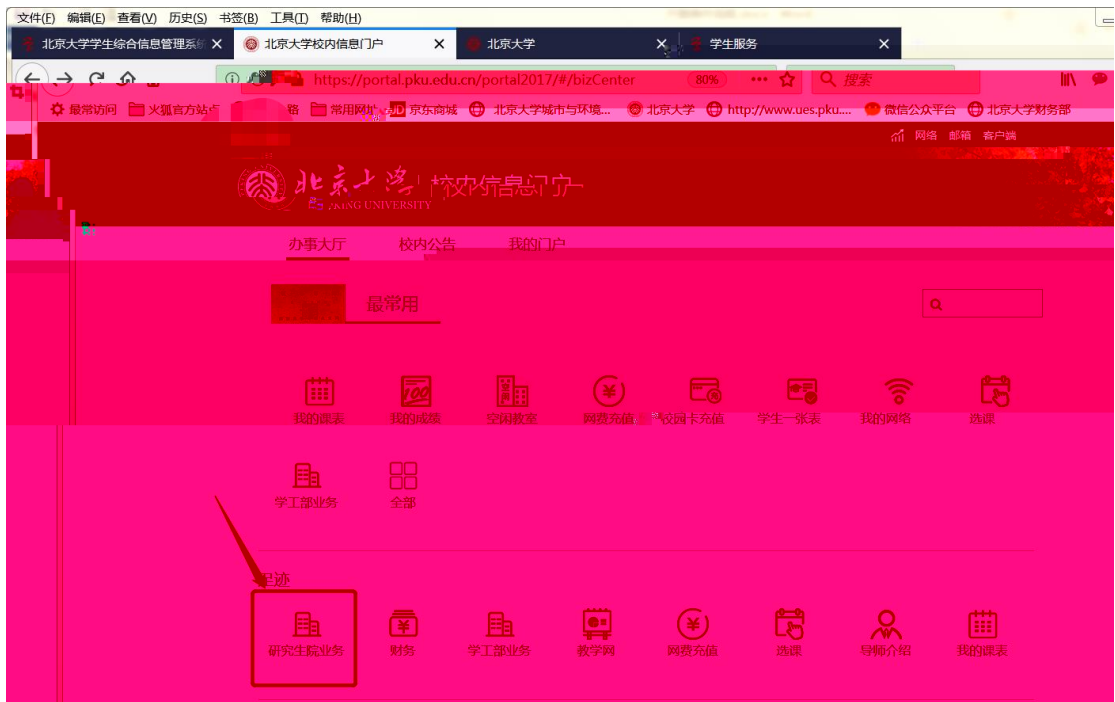 文件(F) 编辑(E) 查看(V) 历史(S) 书签(B) 工具(T) 帮助(H)
北京大学学生综合信息管理系统 北京大学校内信息门户 北京大学 学生服务
https://portal.pku.edu.cn/portal2017/#/bizCenter 80% 搜索
最常访问 火狐官方站点 常用网址 JD 京东商城 北京大学城市与环境... 北京大学 http://www.ues.pku.... 微信公众平台 北京大学财务部
网络 邮箱 客户端
北京大学 校内信息门户
UNIVERSITY
办事大厅 校内公告 我的门户
最常用
我的课表 我的成绩 空闲教室 网费充值 校园卡充值 学生一张表 我的网络 选课
学工部业务 全部
足迹
研究生院业务 财务 学工部业务 教学网 网费充值 选课 导师介绍 我的课表